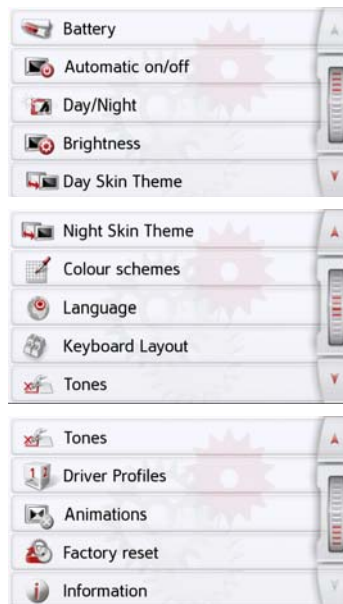 Battery
Automatic on/off
Day/Night
Brightness
Day Skin Theme
Night Skin Theme
Colour schemes
Language
Keyboard Layout
Tones
Tones
Driver Profiles
Animations
Factory reset
Information